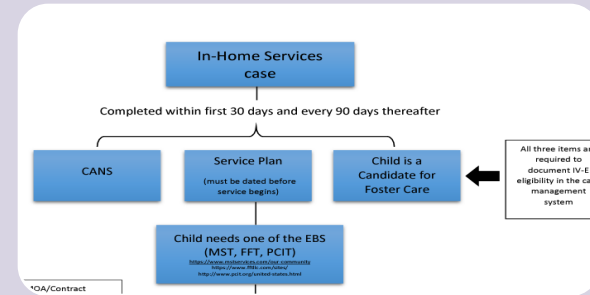 In-Home Services
case
Completed within first 30 days and every 90 days thereafter
CANS
Service Plan
(must be dated before
service begins)
Child is a
Candidate for
Foster Care
All three items
required to
document IV-E
eligibility in the
management
system
Child needs one of the EBS
(MST, FFT, PCIT)
https://www.mstservices.com/our-community
https://www.fftllc.com/sites/
http://www.pcit.org/united-states.html
MOA/Contract